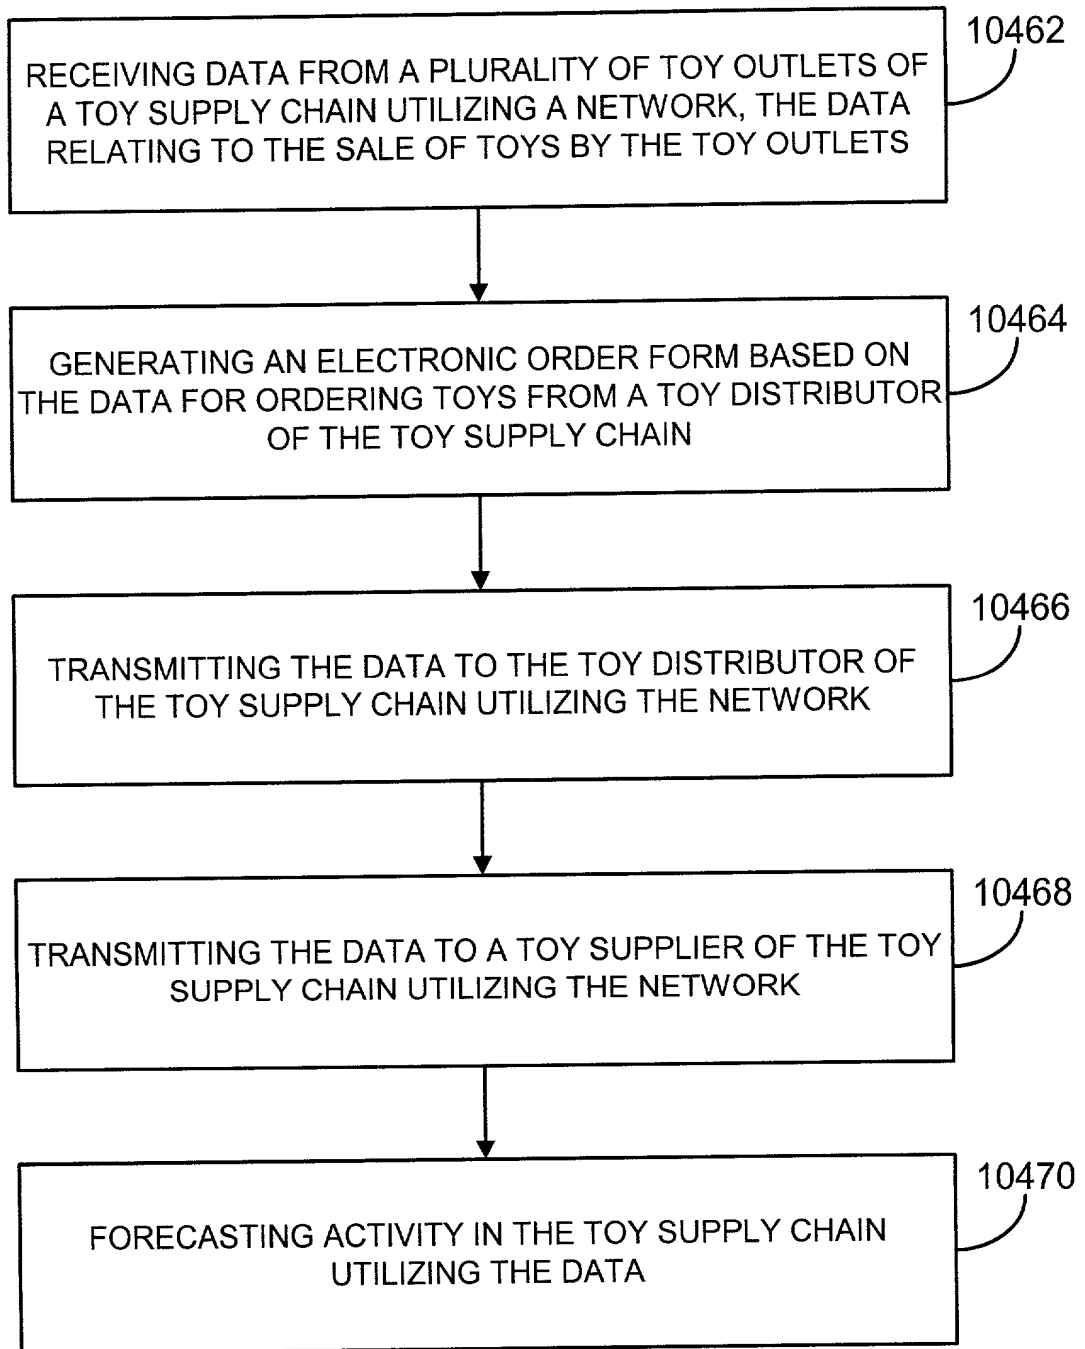 10462
RECEIVING DATA FROM A PLURALITY OF TOY OUTLETS OF
A TOY SUPPLY CHAIN UTILIZING A NETWORK, THE DATA
RELATING TO THE SALE OF TOYS BY THE TOY OUTLETS
10464
GENERATING AN ELECTRONIC ORDER FORM BASED ON
THE DATA FOR ORDERING TOYS FROM A TOY DISTRIBUTOR
OF THE TOY SUPPLY CHAIN
10466
TRANSMITTING THE DATA TO THE TOY DISTRIBUTOR OF
THE TOY SUPPLY CHAIN UTILIZING THE NETWORK
10468
TRANSMITTING THE DATA TO A TOY SUPPLIER OF THE TOY
SUPPLY CHAIN UTILIZING THE NETWORK
10470
FORECASTING ACTIVITY IN THE TOY SUPPLY CHAIN
UTILIZING THE DATA